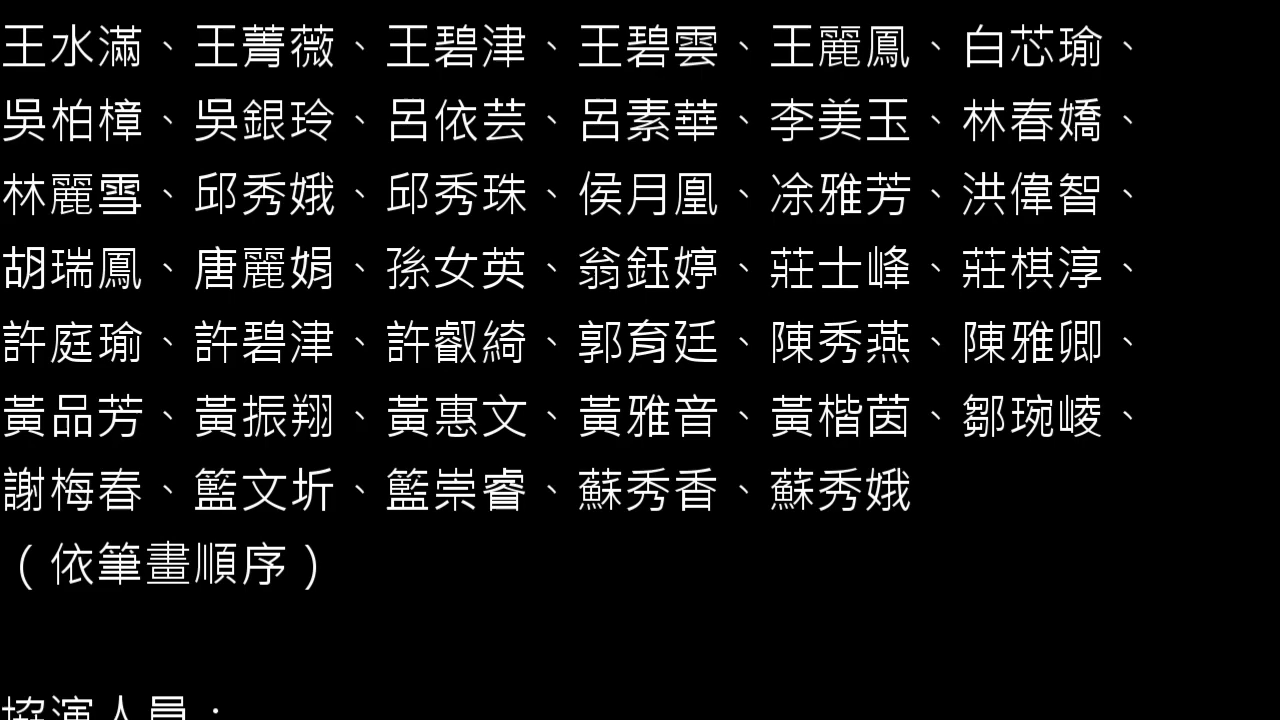 王水滿、王菁薇、王碧津、王碧雲、王麗鳳、白芯瑜、
吳柏樟、吳銀玲、呂依芸、呂素華、李美玉、林春嬌、
林麗雪、邱秀娥、邱秀珠、侯月凰、凃雅芳、洪偉智、
胡瑞鳳、唐麗娟、孫女英、翁鈺婷、莊士峰、莊棋淳、
許庭瑜、許碧津、許叡綺、郭育廷、陳秀燕、陳雅卿、
黃品芳、黃振翔、黃惠文、黃雅音、黃楷茵、鄒琬崚、
謝梅春、籃文圻、籃崇睿、蘇秀香、蘇秀娥
（依筆畫順序）
協演人員：